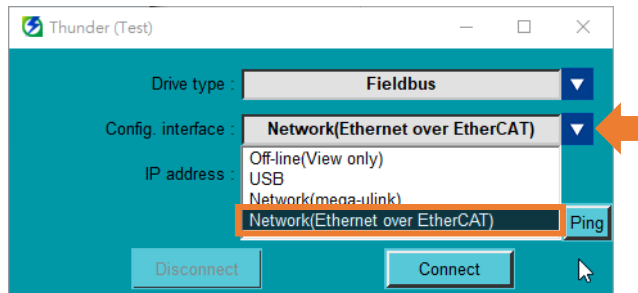 Thunder (Test)
Drive type : Fieldbus
Config. interface : Network(Ethernet over EtherCAT)
Off-line(View only)
IP address : USB
Network(mega-ulink)
Network(Ethernet over EtherCAT) Ping
Disconnect Connect